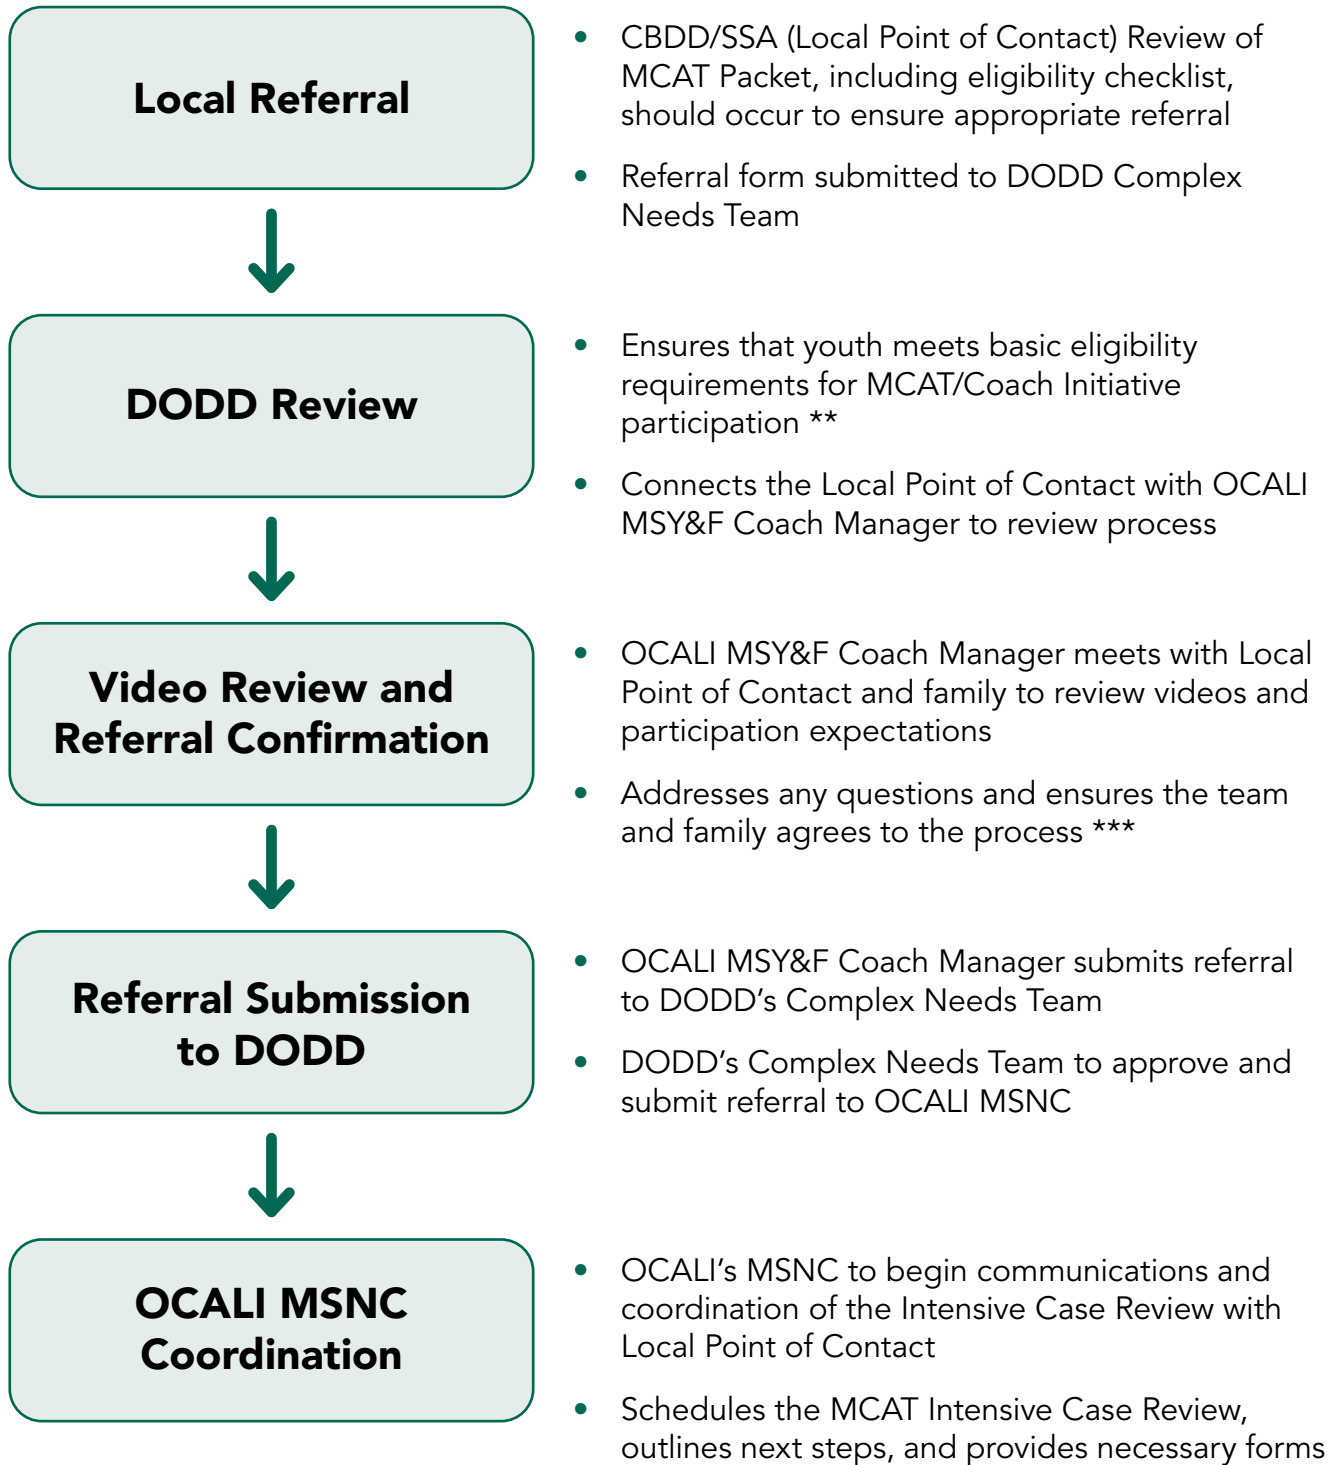 Local Referral
• CBDD/SSA (Local Point of Contact) Review of
MCAT Packet, including eligibility checklist,
should occur to ensure appropriate referral
• Referral form submitted to DODD Complex
Needs Team
DODD Review
• Ensures that youth meets basic eligibility
requirements for MCAT/Coach Initiative
participation **
• Connects the Local Point of Contact with OCALI
MSY&F Coach Manager to review process
Video Review and
Referral Confirmation
• OCALI MSY&F Coach Manager meets with Local
Point of Contact and family to review videos and
participation expectations
• Addresses any questions and ensures the team
and family agrees to the process ***
Referral Submission
to DODD
• OCALI MSY&F Coach Manager submits referral
to DODD’s Complex Needs Team
• DODD’s Complex Needs Team to approve and
submit referral to OCALI MSNC
OCALI MSNC
Coordination
• OCALI’s MSNC to begin communications and
coordination of the Intensive Case Review with
Local Point of Contact
• Schedules the MCAT Intensive Case Review,
outlines next steps, and provides necessary forms